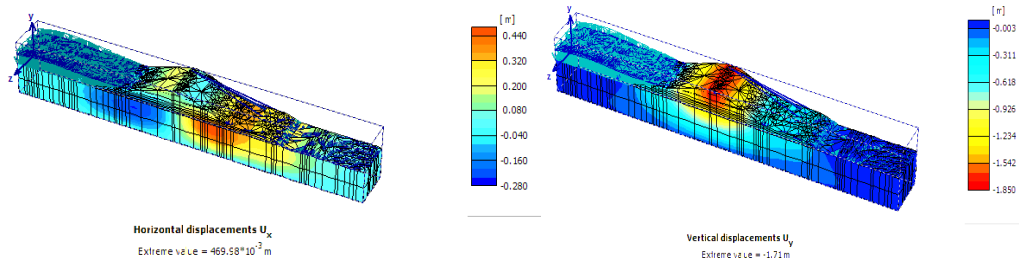 y
z
[m]
0.440
0.320
0.200
0.080
-0.040
-0.160
-0.280
Horizontal displacements Ux
Extreme value = 469.98*10-3 m
y
z
[m]
-0.003
-0.311
-0.618
-0.926
-1.234
-1.542
-1.850
Vertical displacements Uy
Extreme value = -1.71 m